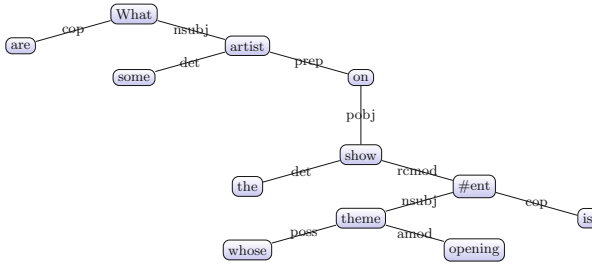 What
cop nsubj
are artist
det prep
some on
pobj
show
det rcmod
the #ent
nsubj cop
theme is
poss amod
whose opening